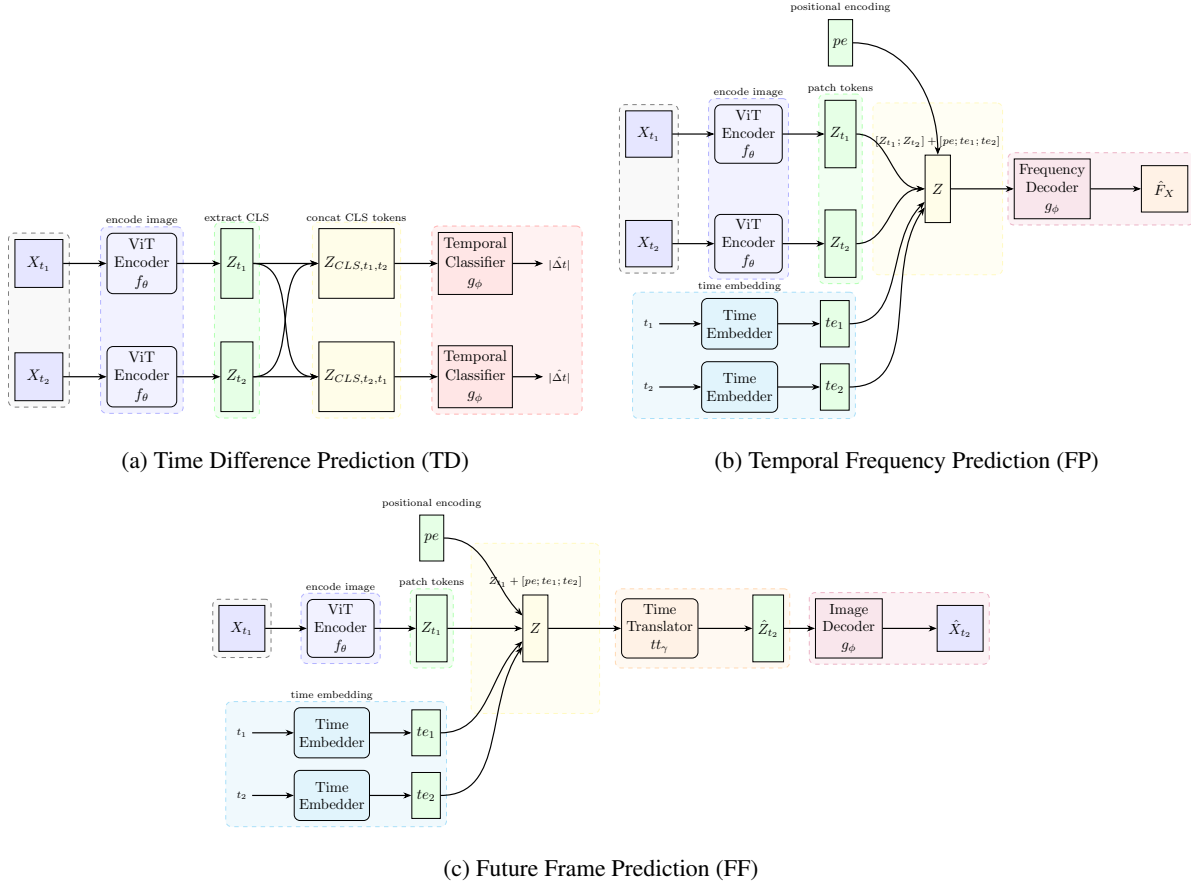 encode image
extract CLS
concat CLS tokens
X_{t_1}
ViT
Encoder
f_θ
Z_{t_1}
Z_{CLS,t_1,t_2}
Temporal
Classifier
g_ϕ
|Δ̂t|
X_{t_2}
ViT
Encoder
f_θ
Z_{t_2}
Z_{CLS,t_2,t_1}
Temporal
Classifier
g_ϕ
|Δ̂t|
(a) Time Difference Prediction (TD)
positional encoding
pe
encode image
patch tokens
X_{t_1}
ViT
Encoder
f_θ
Z_{t_1}
[Z_{t_1}; Z_{t_2}] + [pe; te_1; te_2]
Z
Frequency
Decoder
g_ϕ
F̂_X
X_{t_2}
ViT
Encoder
f_θ
Z_{t_2}
time embedding
t_1
Time
Embedder
te_1
t_2
Time
Embedder
te_2
(b) Temporal Frequency Prediction (FP)
positional encoding
pe
encode image
patch tokens
Z_{t_1} + [pe; te_1; te_2]
X_{t_1}
ViT
Encoder
f_θ
Z_{t_1}
Z
Time
Translator
tt_γ
Ẑ_{t_2}
Image
Decoder
g_ϕ
X̂_{t_2}
time embedding
t_1
Time
Embedder
te_1
t_2
Time
Embedder
te_2
(c) Future Frame Prediction (FF)